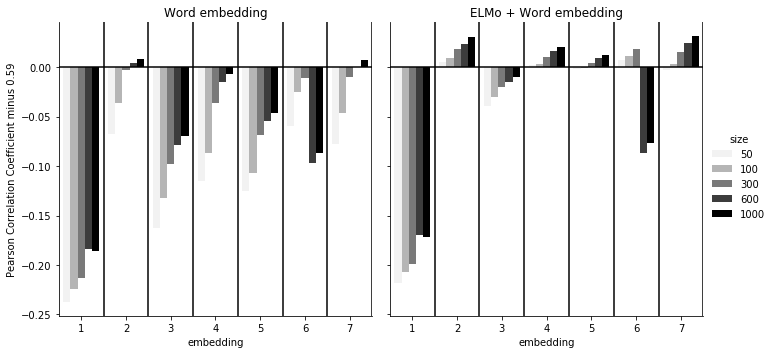 Word embedding
ELMo + Word embedding
Pearson Correlation Coefficient minus 0.59
0.00
−0.05
−0.10
−0.15
−0.20
−0.25
1 2 3 4 5 6 7
embedding
1 2 3 4 5 6 7
embedding
size
50
100
300
600
1000